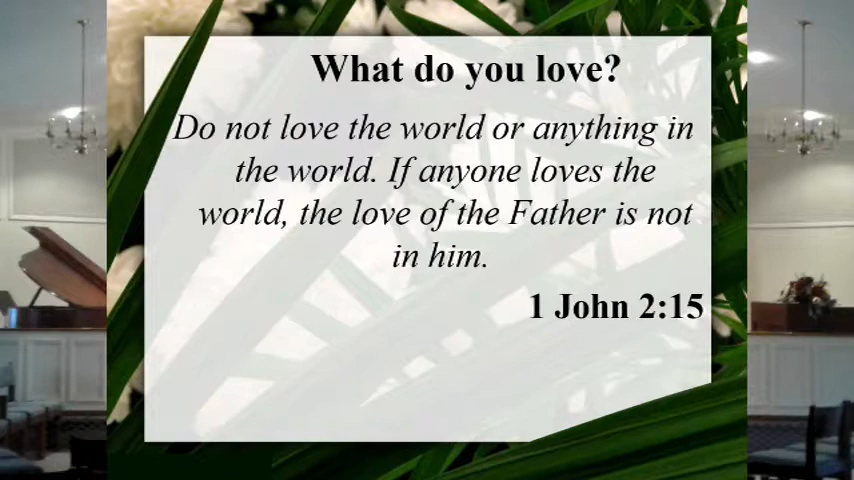 What do you love?
Do not love the world or anything in
the world. If anyone loves the
world, the love of the Father is not
in him.
1 John 2:15